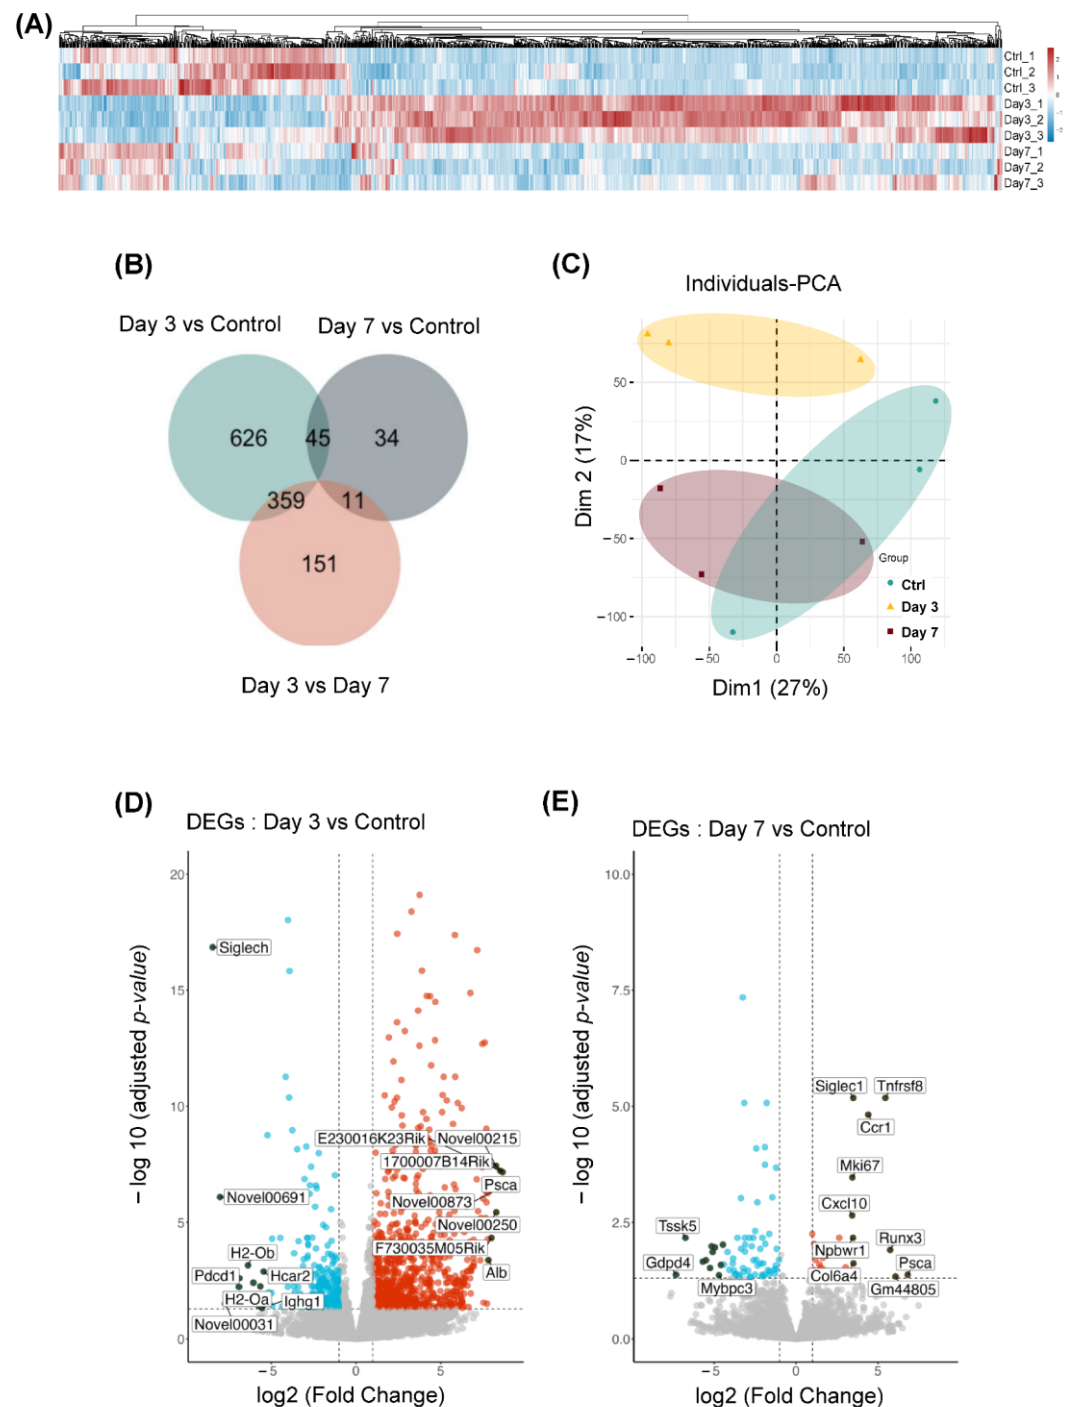 (A)
Ctrl_1
Ctrl_2
Ctrl_3
Day3_1
Day3_2
Day3_3
Day7_1
Day7_2
Day7_3
2
1
0
-1
-2
(B)
Day 3 vs Control
Day 7 vs Control
626
45
34
359
11
151
Day 3 vs Day 7
(C)
Individuals-PCA
Dim 2 (17%)
50
0
−50
−100
−100
−50
0
50
100
Dim1 (27%)
Group
Ctrl
Day 3
Day 7
(D)
DEGs : Day 3 vs Control
− log 10 (adjusted p-value)
20
15
10
5
0
Siglech
E230016K23Rik
Novel00215
1700007B14Rik
Psca
Novel00691
Novel00873
Novel00250
H2-Ob
F730035M05Rik
Pdcd1
Hcar2
Alb
H2-Oa
Ighg1
Novel00031
−5
0
5
log2 (Fold Change)
(E)
DEGs : Day 7 vs Control
− log 10 (adjusted p-value)
10.0
7.5
5.0
2.5
0.0
Siglec1
Tnfrsf8
Ccr1
Mki67
Cxcl10
Tssk5
Runx3
Npbwr1
Gdpd4
Psca
Col6a4
Mybpc3
Gm44805
−5
0
5
log2 (Fold Change)